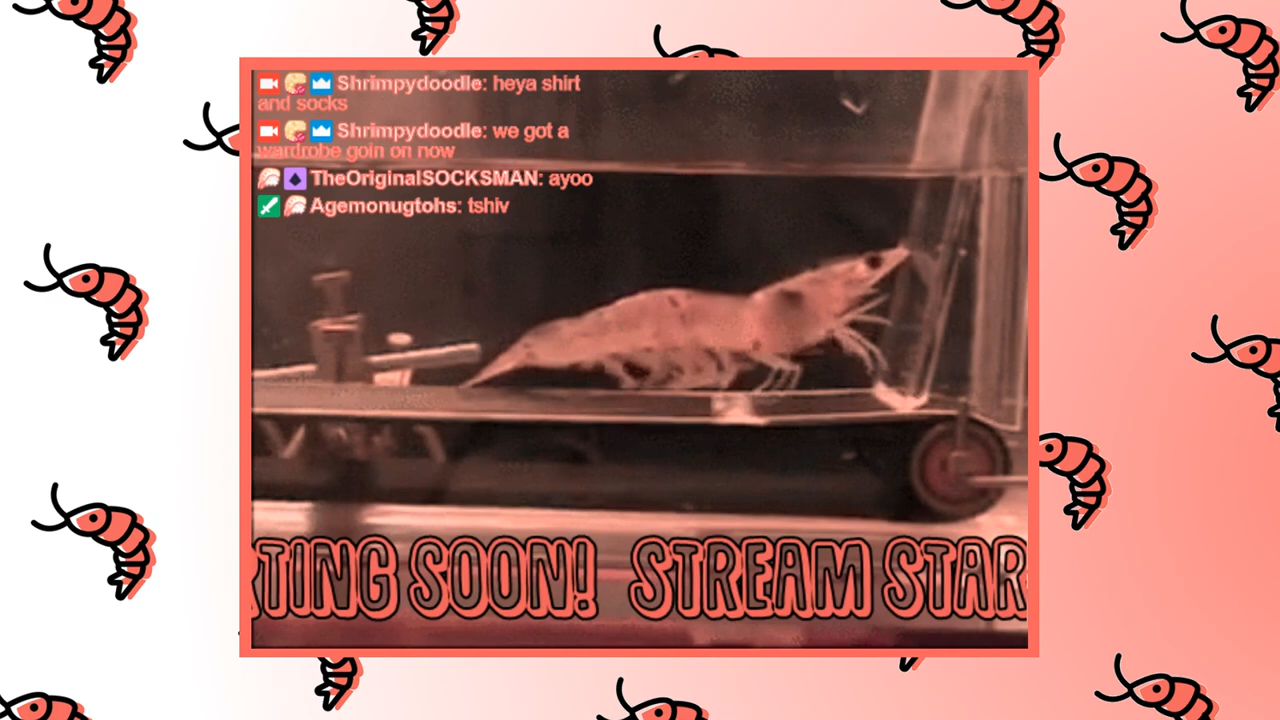 Shrimpydoodle: heya shirt
and socks
Shrimpydoodle: we got a
wardrobe goin on now
TheOriginalSOCKSMAN: ayoo
Agemonugtohs: tshiv
RTING SOON! STREAM STAR